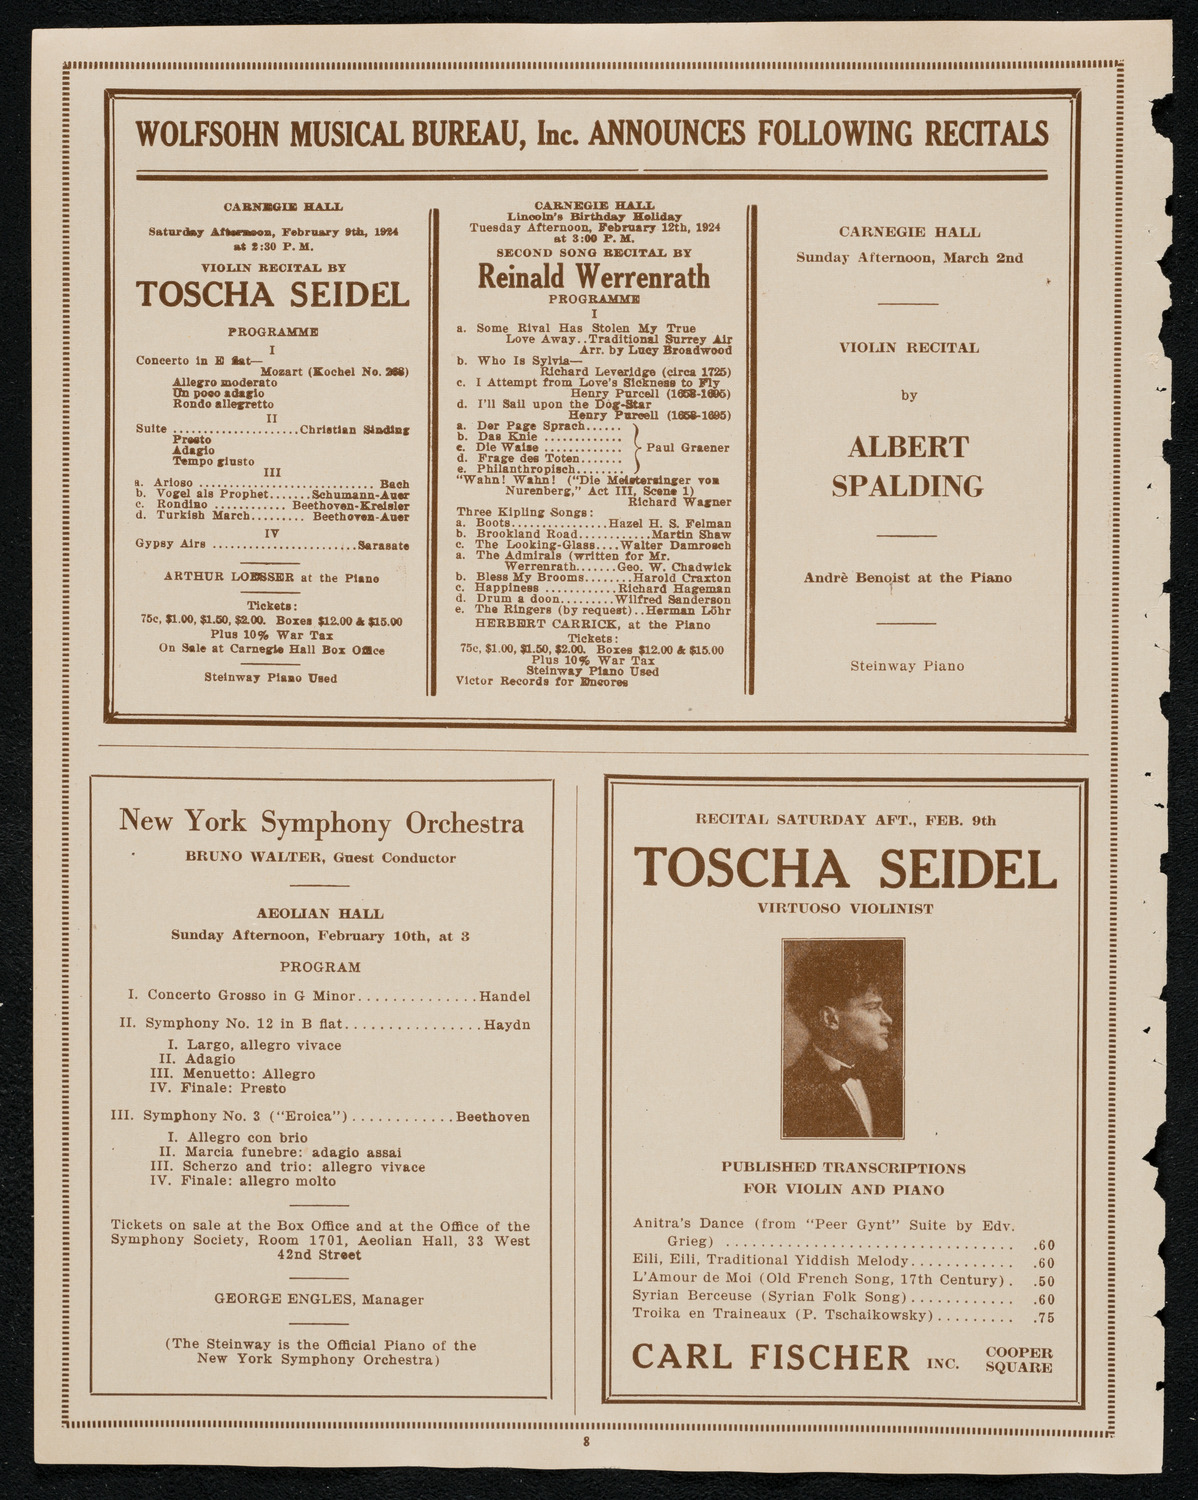 WOLFSOHN MUSICAL BUREAU, Inc. ANNOUNCES FOLLOWING RECITALS
CARNEGIE HALL
Saturday Afternoon, February 9th, 1924
at 2:30 P. M.
VIOLIN RECITAL BY
TOSCHA SEIDEL
PROGRAMME
I
Concerto in E flat—
Mozart (Kochel No. 268)
Allegro moderato
Un poco adagio
Rondo allegretto
II
Suite ....................Christian Sinding
Presto
Adagio
Tempo giusto
III
a. Arioso ............................ Bach
b. Vogel als Prophet.......Schumann-Auer
c. Rondino ............ Beethoven-Kreisler
d. Turkish March......... Beethoven-Auer
IV
Gypsy Airs ........................Sarasate
ARTHUR LOESSER at the Piano
Tickets:
75c, $1.00, $1.50, $2.00. Boxes $12.00 & $15.00
Plus 10% War Tax
On Sale at Carnegie Hall Box Office
Steinway Piano Used
CARNEGIE HALL
Lincoln's Birthday Holiday
Tuesday Afternoon, February 12th, 1924
at 3:00 P. M.
SECOND SONG RECITAL BY
Reinald Werrenrath
PROGRAMME
I
a. Some Rival Has Stolen My True
Love Away..Traditional Surrey Air
Arr. by Lucy Broadwood
b. Who Is Sylvia—
Richard Leveridge (circa 1725)
c. I Attempt from Love's Sickness to Fly
Henry Purcell (1658-1695)
d. I'll Sail upon the Dog-Star
Henry Purcell (1658-1695)
a. Der Page Sprach......
b. Das Knie ............
c. Die Waise ............ Paul Graener
d. Frage des Toten.......
e. Philanthropisch........
"Wahn! Wahn! ("Die Meistersinger von
Nurenberg," Act III, Scene 1)
Richard Wagner
Three Kipling Songs:
a. Boots...............Hazel H. S. Felman
b. Brookland Road............Martin Shaw
c. The Looking-Glass....Walter Damrosch
a. The Admirals (written for Mr.
Werrenrath.......Geo. W. Chadwick
b. Bless My Brooms........Harold Craxton
c. Happiness ............Richard Hageman
d. Drum a doon.........Wilfred Sanderson
e. The Ringers (by request)..Herman Löhr
HERBERT CARRICK, at the Piano
Tickets:
75c, $1.00, $1.50, $2.00. Boxes $12.00 & $15.00
Plus 10% War Tax
Steinway Piano Used
Victor Records for Encores
CARNEGIE HALL
Sunday Afternoon, March 2nd
VIOLIN RECITAL
by
ALBERT
SPALDING
Andrè Benoist at the Piano
Steinway Piano
New York Symphony Orchestra
BRUNO WALTER, Guest Conductor
AEOLIAN HALL
Sunday Afternoon, February 10th, at 3
PROGRAM
I. Concerto Grosso in G Minor..............Handel
II. Symphony No. 12 in B flat................Haydn
I. Largo, allegro vivace
II. Adagio
III. Menuetto: Allegro
IV. Finale: Presto
III. Symphony No. 3 ("Eroica")............Beethoven
I. Allegro con brio
II. Marcia funebre: adagio assai
III. Scherzo and trio: allegro vivace
IV. Finale: allegro molto
Tickets on sale at the Box Office and at the Office of the
Symphony Society, Room 1701, Aeolian Hall, 33 West
42nd Street
GEORGE ENGLES, Manager
(The Steinway is the Official Piano of the
New York Symphony Orchestra)
RECITAL SATURDAY AFT., FEB. 9th
TOSCHA SEIDEL
VIRTUOSO VIOLINIST
PUBLISHED TRANSCRIPTIONS
FOR VIOLIN AND PIANO
Anitra's Dance (from "Peer Gynt" Suite by Edv.
Grieg) ................................. .60
Eili, Eili, Traditional Yiddish Melody............ .60
L'Amour de Moi (Old French Song, 17th Century). .50
Syrian Berceuse (Syrian Folk Song)............ .60
Troika en Traineaux (P. Tschaikowsky)......... .75
CARL FISCHER INC. COOPER SQUARE
8